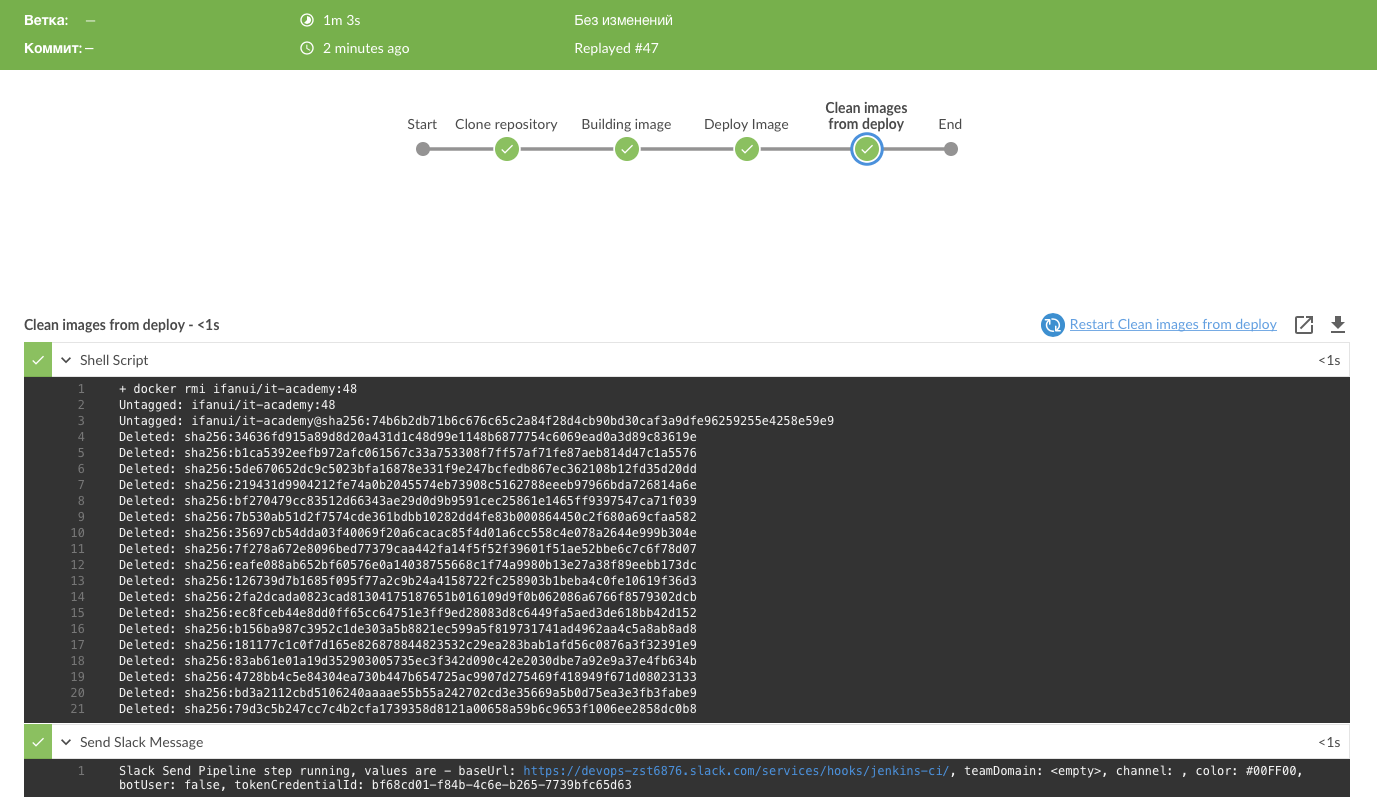 Ветка: — 1m 3s Без изменений
Коммит: — 2 minutes ago Replayed #47
Clean images
Start Clone repository Building image Deploy Image from deploy End
Clean images from deploy - <1s Restart Clean images from deploy
Shell Script <1s
1 + docker rmi ifanui/it-academy:48
2 Untagged: ifanui/it-academy:48
3 Untagged: ifanui/it-academy@sha256:74b6b2db71b6c676c65c2a84f28d4cb90bd30caf3a9dfe96259255e4258e59e9
4 Deleted: sha256:34636fd915a89d8d20a431d1c48d99e1148b6877754c6069ead0a3d89c83619e
5 Deleted: sha256:b1ca5392eefb972afc061567c33a753308f7ff57af71fe87aeb814d47c1a5576
6 Deleted: sha256:5de670652dc9c5023bfa16878e331f9e247bcfedb867ec362108b12fd35d20dd
7 Deleted: sha256:219431d9904212fe74a0b2045574eb73908c5162788eeeb97966bda726814a6e
8 Deleted: sha256:bf270479cc83512d66343ae29d0d9b9591cec25861e1465ff9397547ca71f039
9 Deleted: sha256:7b530ab51d2f7574cde361bdbb10282dd4fe83b000864450c2f680a69cfaa582
10 Deleted: sha256:35697cb54dda03f40069f20a6cacac85f4d01a6cc558c4e078a2644e999b304e
11 Deleted: sha256:7f278a672e8096bed77379caa442fa14f5f52f39601f51ae52bbe6c7c6f78d07
12 Deleted: sha256:eafe088ab652bf60576e0a14038755668c1f74a9980b13e27a38f89eebb173dc
13 Deleted: sha256:126739d7b1685f095f77a2c9b24a4158722fc258903b1beba4c0fe10619f36d3
14 Deleted: sha256:2fa2dcada0823cad81304175187651b016109d9f0b062086a6766f8579302dcb
15 Deleted: sha256:ec8fceb44e8dd0ff65cc64751e3ff9ed28083d8c6449fa5aed3de618bb42d152
16 Deleted: sha256:b156ba987c3952c1de303a5b8821ec599a5f819731741ad4962aa4c5a8ab8ad8
17 Deleted: sha256:181177c1c0f7d165e826878844823532c29ea283bab1afd56c0876a3f32391e9
18 Deleted: sha256:83ab61e01a19d352903005735ec3f342d090c42e2030dbe7a92e9a37e4fb634b
19 Deleted: sha256:4728bb4c5e84304ea730b447b654725ac9907d275469f418949f671d08023133
20 Deleted: sha256:bd3a2112cbd5106240aaaae55b55a242702cd3e35669a5b0d75ea3e3fb3fabe9
21 Deleted: sha256:79d3c5b247cc7c4b2cfa1739358d8121a00658a59b6c9653f1006ee2858dc0b8
Send Slack Message <1s
1 Slack Send Pipeline step running, values are - baseUrl: https://devops-zst6876.slack.com/services/hooks/jenkins-ci/, teamDomain: <empty>, channel: , color: #00FF00,
botUser: false, tokenCredentialId: bf68cd01-f84b-4c6e-b265-7739bfc65d63